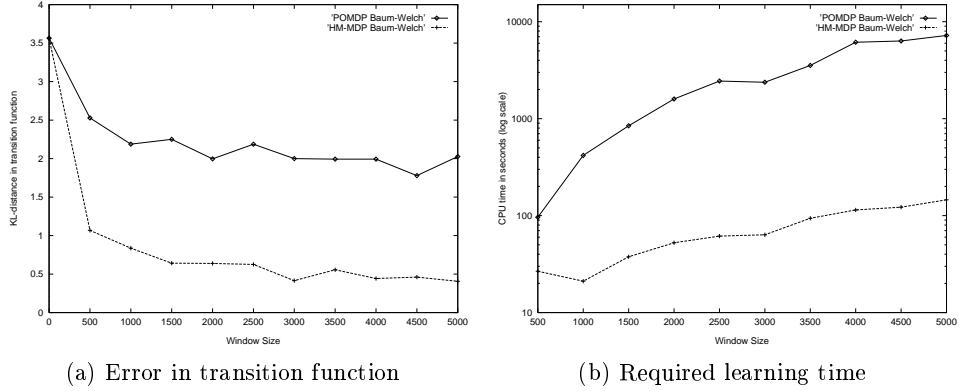 4
3.5
3
2.5
2
1.5
1
0.5
0
KL-distance in transition function
'POMDP Baum-Welch'
'HM-MDP Baum-Welch'
0 500 1000 1500 2000 2500 3000 3500 4000 4500 5000
Window Size
(a) Error in transition function
10000
1000
100
10
CPU time in seconds (log scale)
'POMDP Baum-Welch'
'HM-MDP Baum-Welch'
500 1000 1500 2000 2500 3000 3500 4000 4500 5000
Window Size
(b) Required learning time